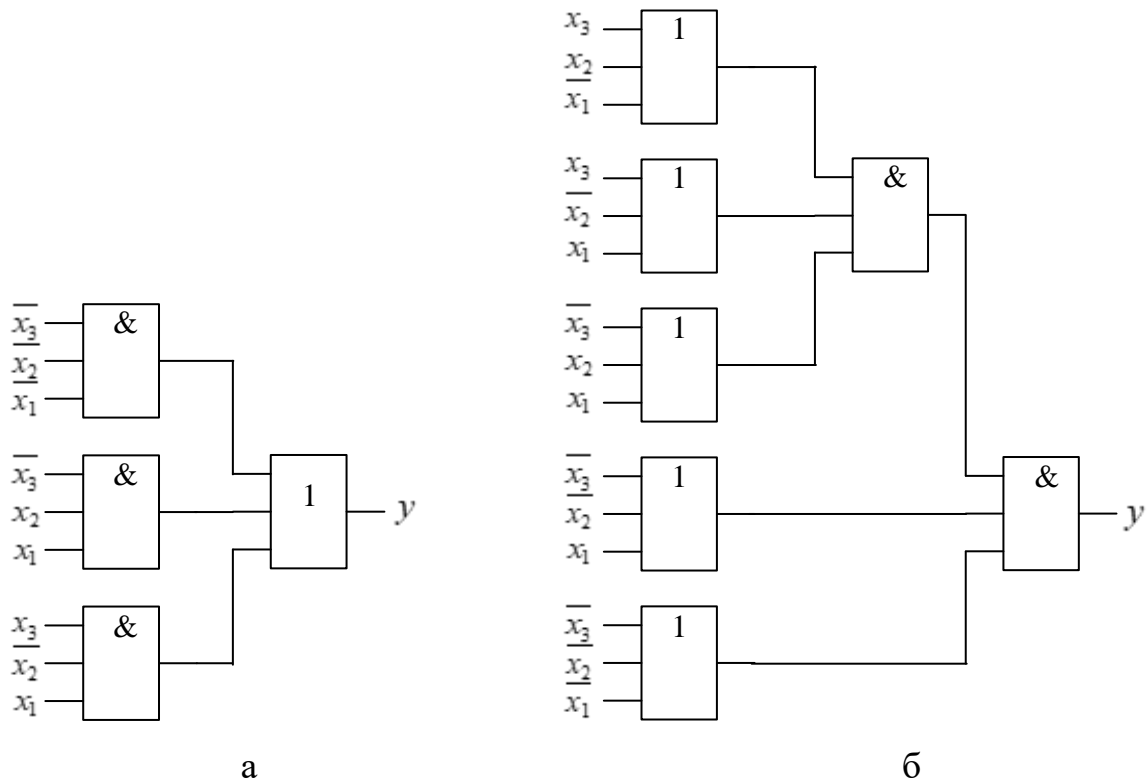 x̅₃
&
x̅₂
x̅₁
x̅₃
&
x₂
x₁
x₃
&
x̅₂
x₁
1
y
а
x₃
1
x₂
x̅₁
x₃
1
x̅₂
x₁
x̅₃
1
x₂
x₁
x̅₃
1
x̅₂
x₁
x̅₃
1
x̅₂
x̅₁
&
&
y
б